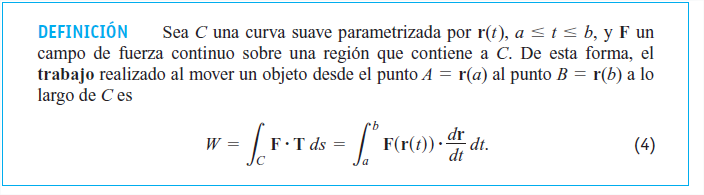 DEFINICIÓN Sea C una curva suave parametrizada por r(t), a ≤ t ≤ b, y F un
campo de fuerza continuo sobre una región que contiene a C. De esta forma, el
trabajo realizado al mover un objeto desde el punto A = r(a) al punto B = r(b) a lo
largo de C es
W = ∫_C F · T ds = ∫_a^b F(r(t)) · dr/dt dt. (4)